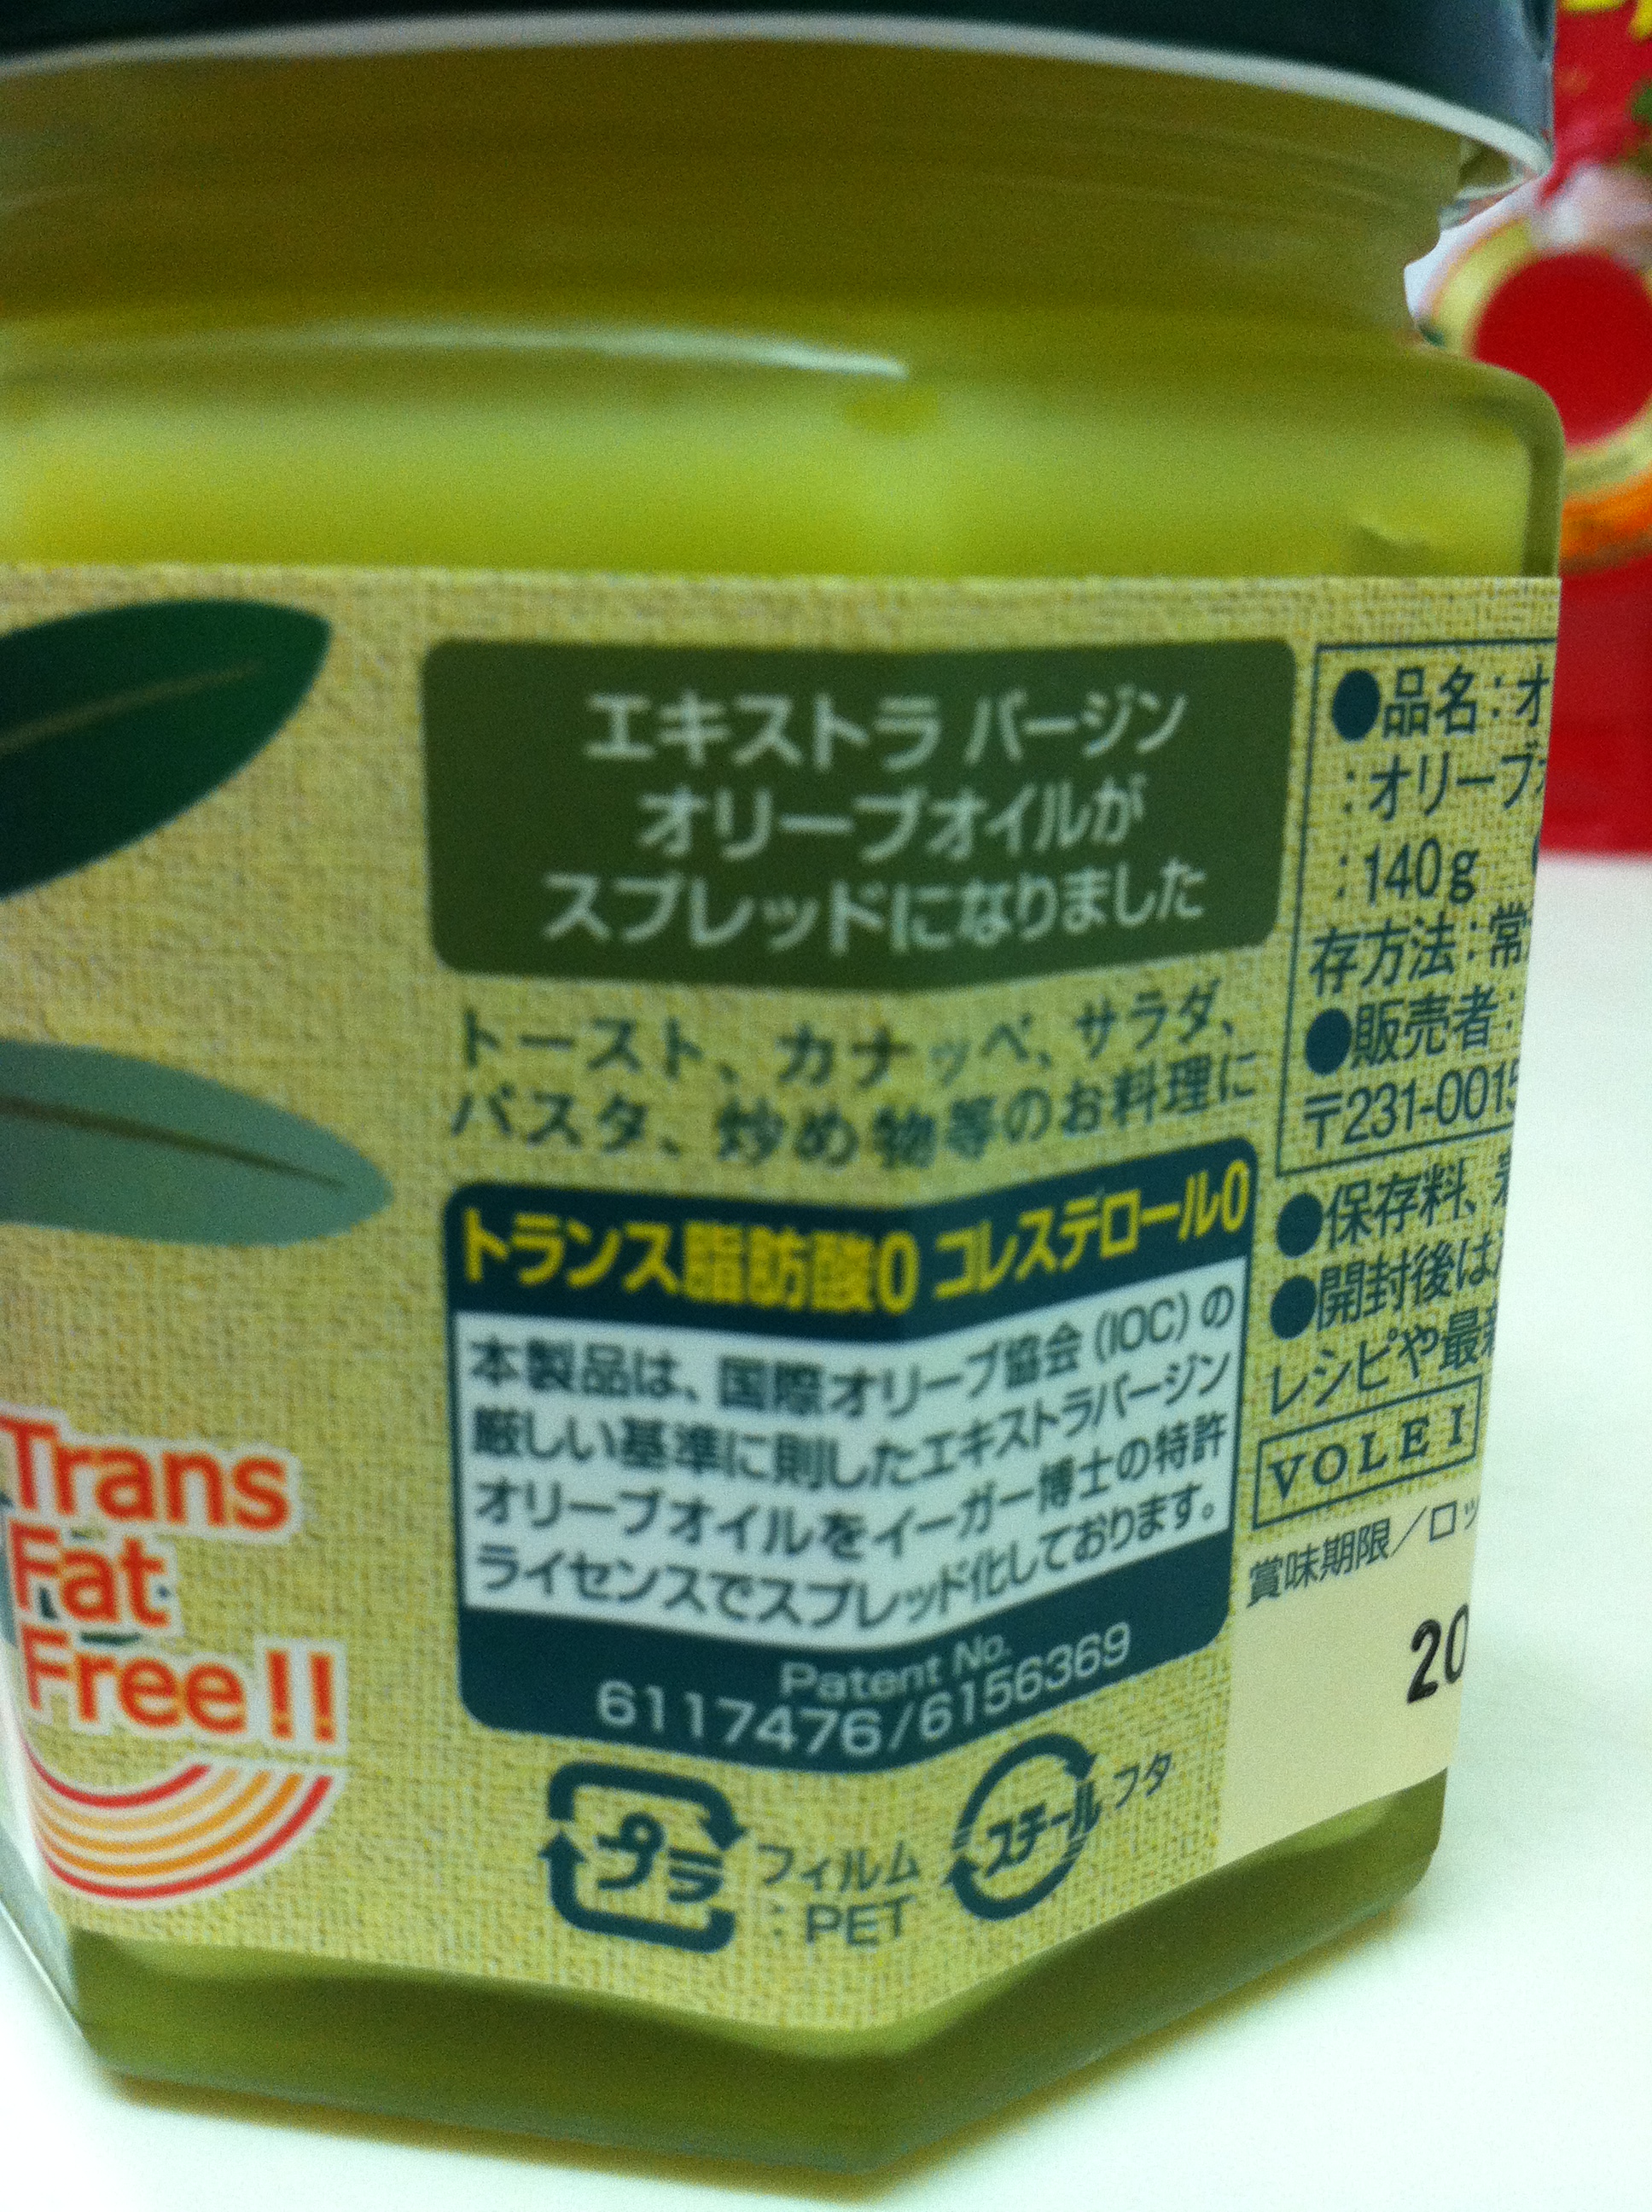 エキストラ バージン
オリーブオイルが
スプレッドになりました
トースト、カナッペ、サラダ、
パスタ、炒め物等のお料理に
トランス脂肪酸0 コレステロール0
本製品は、国際オリーブ協会(IOC)の
厳しい基準に則したエキストラバージン
オリーブオイルをイーガー博士の特許
ライセンスでスプレッド化しております。
Patent No.
6117476/6156369
プラ
フィルム
: PET
スチール フタ
Trans
Fat
Free!!
●品名:オ
:オリーブ
:140g
存方法:常
●販売者:
〒231-0015
●保存料、
●開封後は
レシピや最
VOLEI
賞味期限/ロッ
20